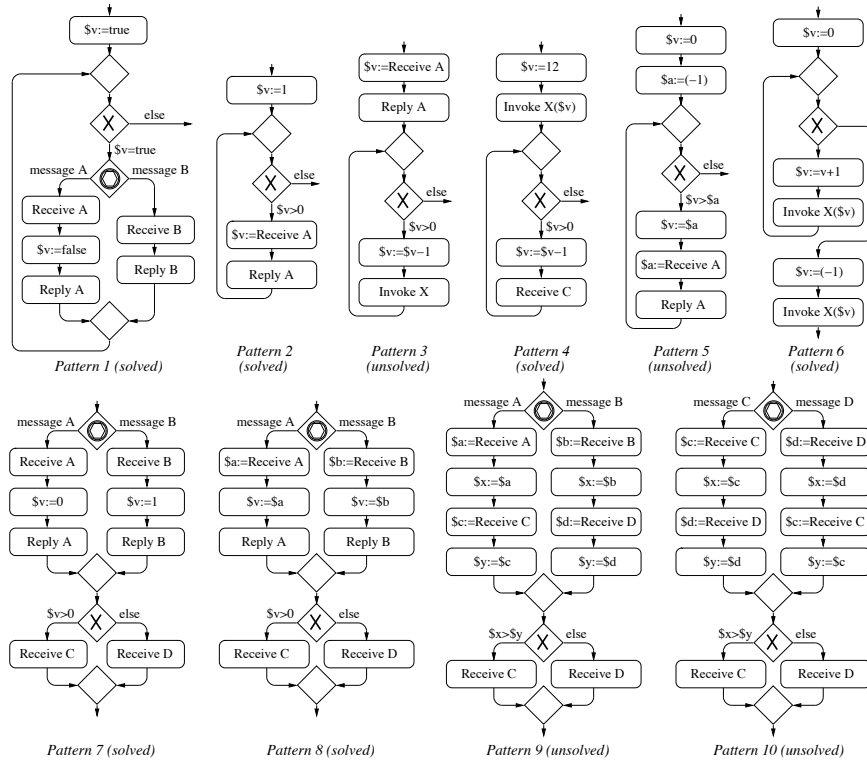 $v:=true
else
X
$v=true
message A
message B
Receive A
Receive B
$v:=false
Reply B
Reply A
Pattern 1 (solved)
$v:=1
else
X
$v>0
$v:=Receive A
Reply A
Pattern 2
(solved)
$v:=Receive A
Reply A
X
else
$v>0
$v:=$v−1
Invoke X
Pattern 3
(unsolved)
$v:=12
Invoke X($v)
X
else
$v>0
$v:=$v−1
Receive C
Pattern 4
(solved)
$v:=0
$a:=(−1)
X
else
$v>$a
$v:=$a
$a:=Receive A
Reply A
Pattern 5
(unsolved)
$v:=0
X
$v:=v+1
Invoke X($v)
$v:=(−1)
Invoke X($v)
Pattern 6
(solved)
message A
message B
Receive A
Receive B
$v:=0
$v:=1
Reply A
Reply B
$v>0
else
X
Receive C
Receive D
Pattern 7 (solved)
message A
message B
$a:=Receive A
$b:=Receive B
$v:=$a
$v:=$b
Reply A
Reply B
$v>0
else
X
Receive C
Receive D
Pattern 8 (solved)
message A
message B
$a:=Receive A
$b:=Receive B
$x:=$a
$x:=$b
$c:=Receive C
$d:=Receive D
$y:=$c
$y:=$d
$x>$y
else
X
Receive C
Receive D
Pattern 9 (unsolved)
message C
message D
$c:=Receive C
$d:=Receive D
$x:=$c
$x:=$d
$d:=Receive D
$c:=Receive C
$y:=$d
$y:=$c
$x>$y
else
X
Receive C
Receive D
Pattern 10 (unsolved)